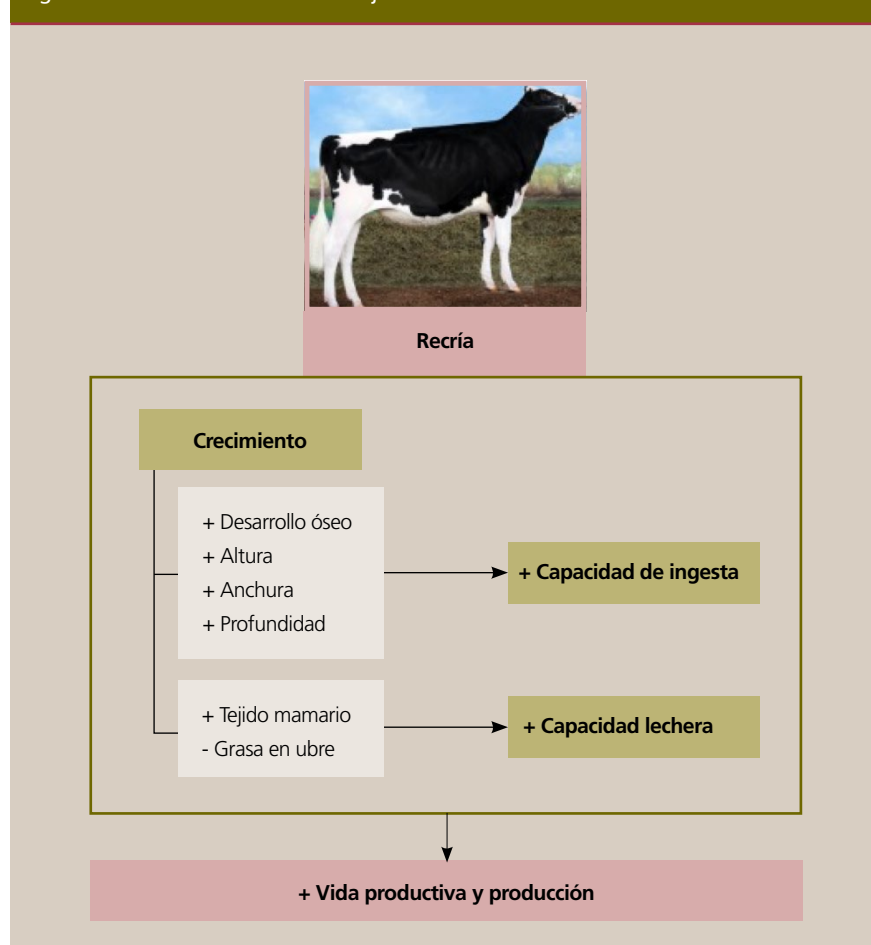 Recría
Crecimiento
+ Desarrollo óseo
+ Altura
+ Anchura
+ Profundidad
+ Capacidad de ingesta
+ Tejido mamario
- Grasa en ubre
+ Capacidad lechera
+ Vida productiva y producción